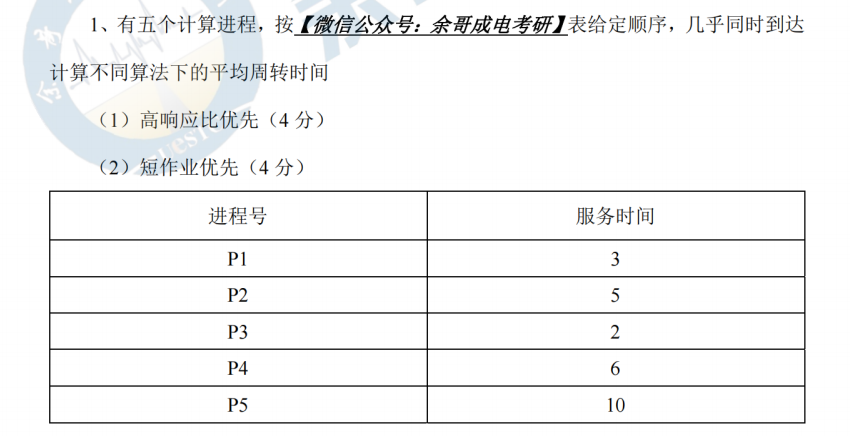 1、有五个计算进程，按【微信公众号：余哥成电考研】表给定顺序，几乎同时到达
计算不同算法下的平均周转时间
（1）高响应比优先（4 分）
（2）短作业优先（4 分）
进程号 服务时间
P1 3
P2 5
P3 2
P4 6
P5 10